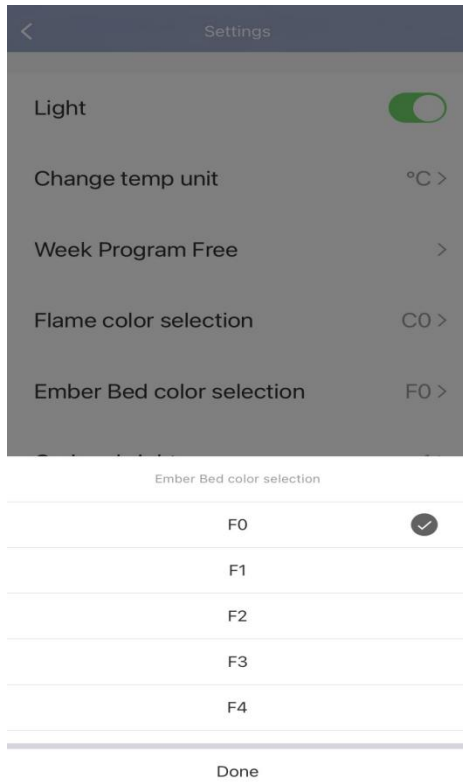 Settings
Light
Change temp unit °C >
Week Program Free >
Flame color selection C0 >
Ember Bed color selection F0 >
Ember Bed color selection
F0
F1
F2
F3
F4
Done